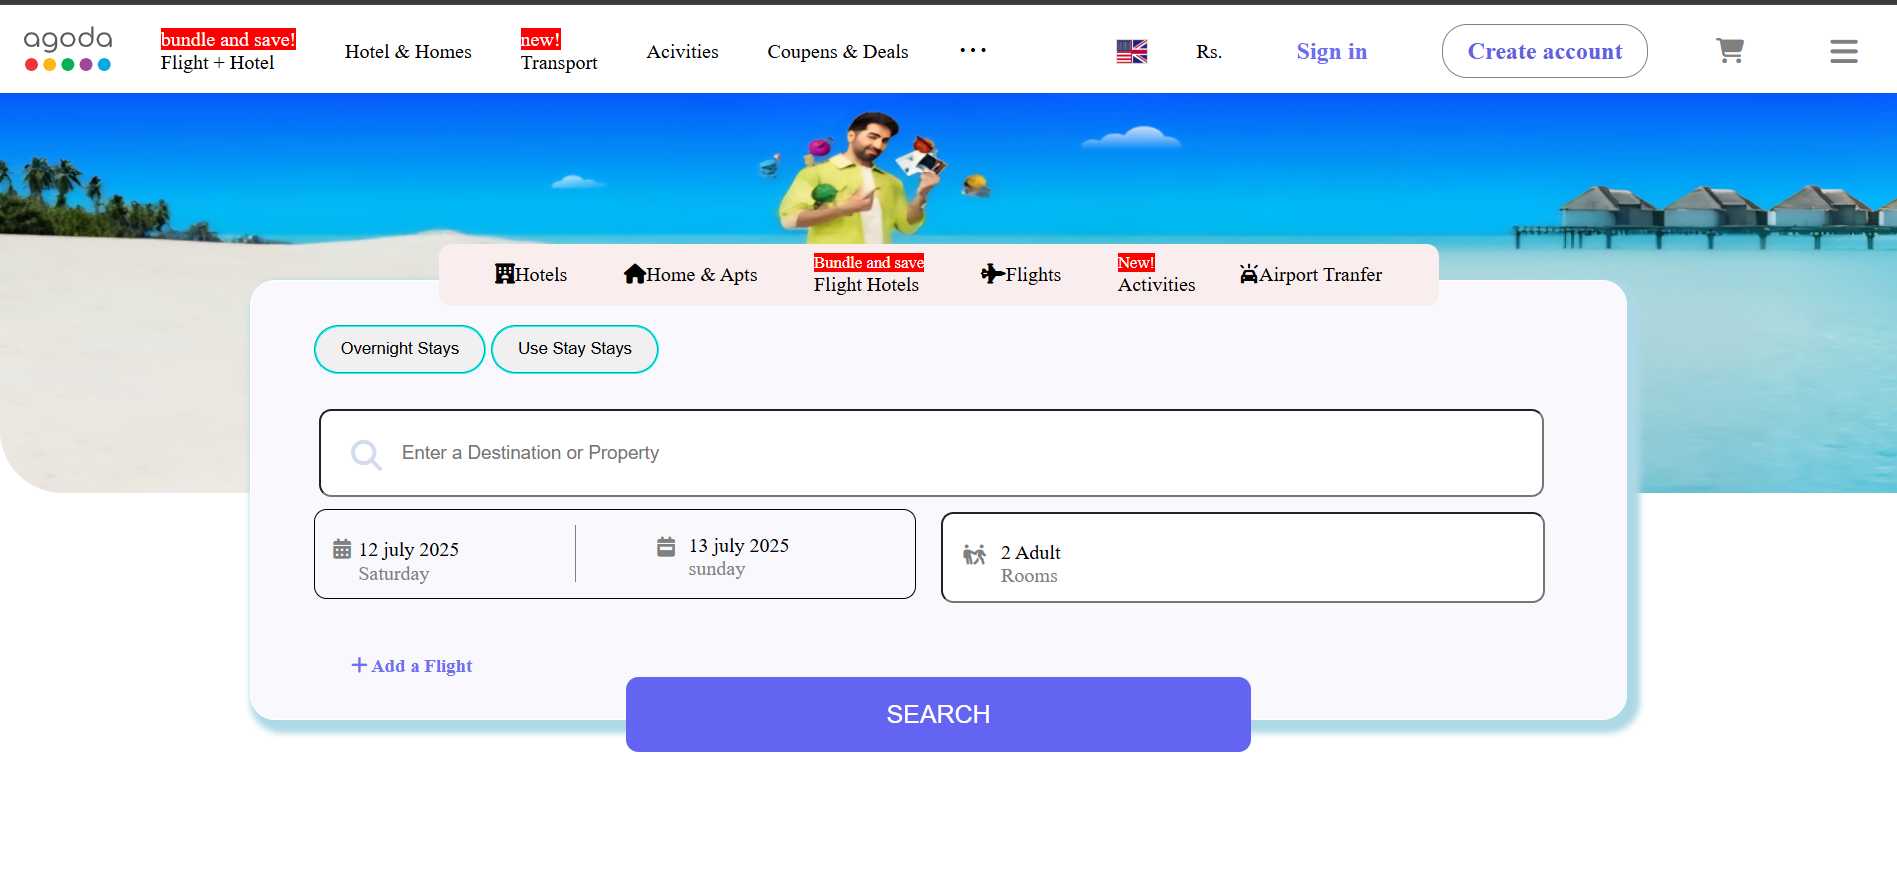 agoda
bundle and save!
Flight + Hotel
Hotel & Homes
new!
Transport
Acivities
Coupens & Deals
...
Rs.
Sign in
Create account
Hotels
Home & Apts
Bundle and save
Flight Hotels
Flights
New!
Activities
Airport Tranfer
Overnight Stays
Use Stay Stays
Enter a Destination or Property
12 july 2025
Saturday
13 july 2025
sunday
2 Adult
Rooms
+ Add a Flight
SEARCH